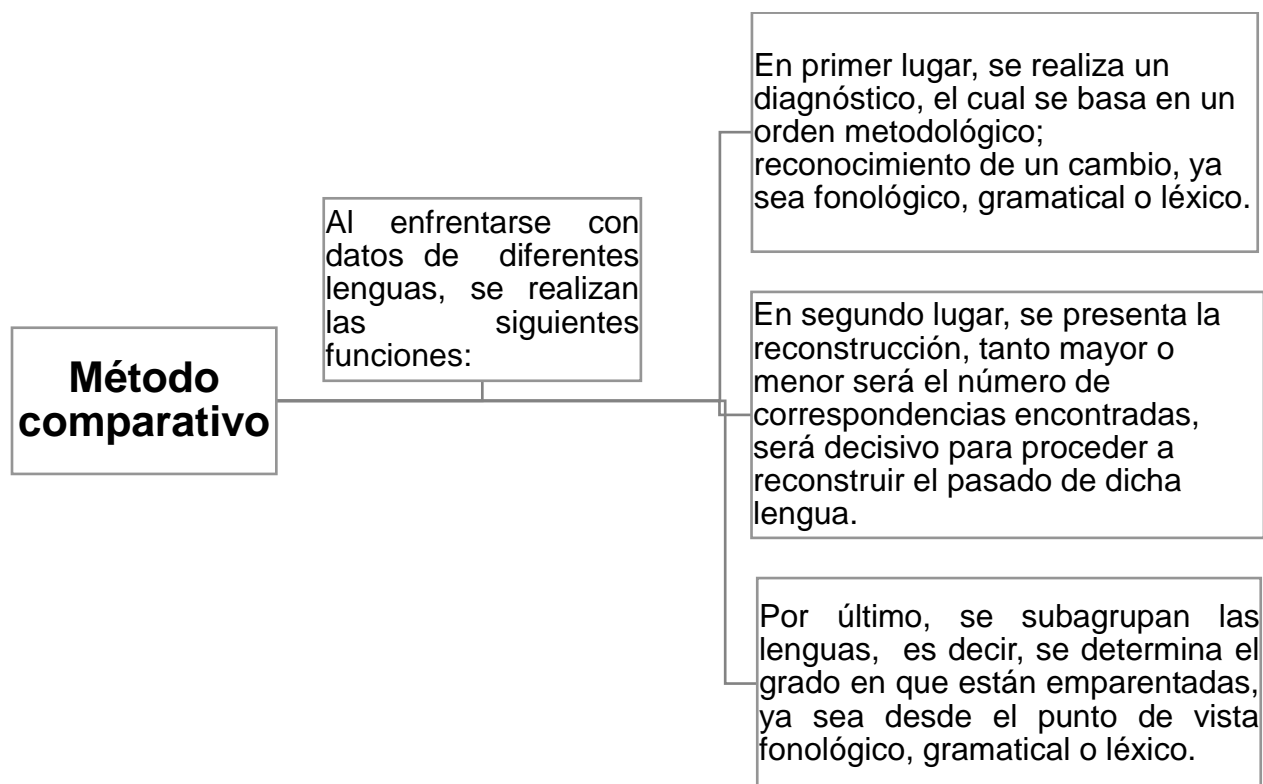 Método
comparativo
Al enfrentarse con
datos de diferentes
lenguas, se realizan
las siguientes
funciones:
En primer lugar, se realiza un
diagnóstico, el cual se basa en un
orden metodológico;
reconocimiento de un cambio, ya
sea fonológico, gramatical o léxico.
En segundo lugar, se presenta la
reconstrucción, tanto mayor o
menor será el número de
correspondencias encontradas,
será decisivo para proceder a
reconstruir el pasado de dicha
lengua.
Por último, se subagrupan las
lenguas, es decir, se determina el
grado en que están emparentadas,
ya sea desde el punto de vista
fonológico, gramatical o léxico.